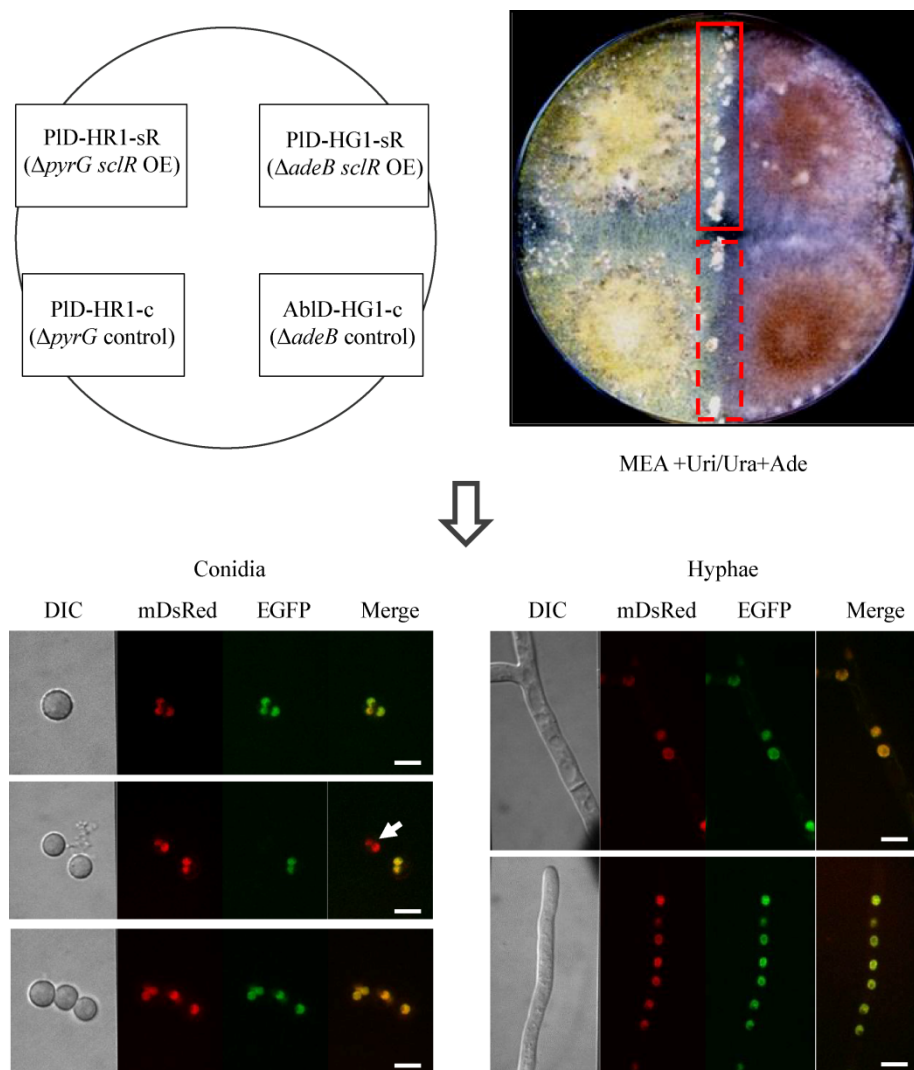 PlD-HR1-sR
(ΔpyrG sclR OE)
PlD-HG1-sR
(ΔadeB sclR OE)
PlD-HR1-c
(ΔpyrG control)
AblD-HG1-c
(ΔadeB control)
MEA +Uri/Ura+Ade
Conidia
DIC mDsRed EGFP Merge
Hyphae
DIC mDsRed EGFP Merge